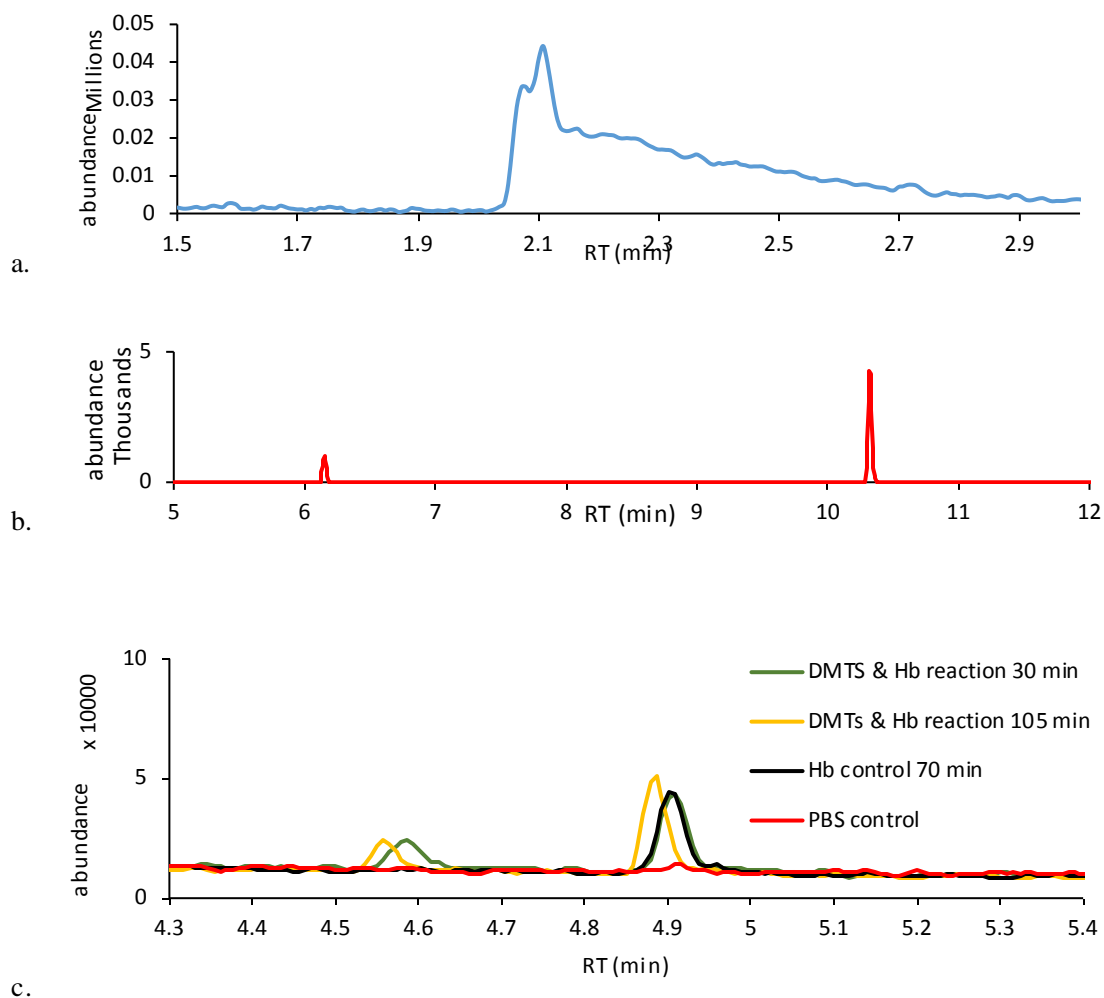 0.05
0.04
0.03
0.02
0.01
0
abundance Millions
1.5 1.7 1.9 2.1 2.3 2.5 2.7 2.9
RT (min)
a.
5
0
abundance
Thousands
5 6 7 8 9 10 11 12
RT (min)
b.
10
5
0
abundance x 10000
DMTS & Hb reaction 30 min
DMTs & Hb reaction 105 min
Hb control 70 min
PBS control
4.3 4.4 4.5 4.6 4.7 4.8 4.9 5 5.1 5.2 5.3 5.4
RT (min)
c.